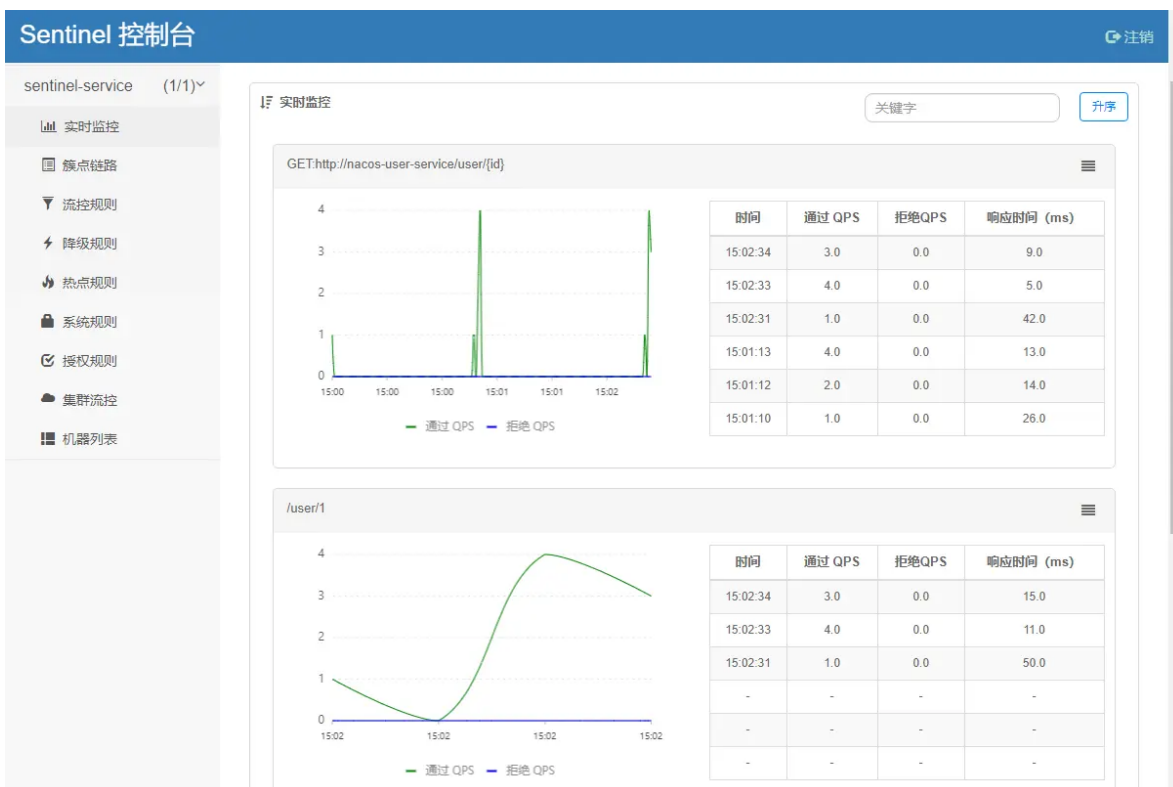 Sentinel 控制台
注销
sentinel-service (1/1)
实时监控
簇点链路
流控规则
降级规则
热点规则
系统规则
授权规则
集群流控
机器列表
实时监控
关键字
升序
GET:http://nacos-user-service/user/{id}
4
3
2
1
0
15:00 15:00 15:00 15:01 15:01 15:02
通过 QPS 拒绝 QPS
时间 通过 QPS 拒绝QPS 响应时间 (ms)
15:02:34 3.0 0.0 9.0
15:02:33 4.0 0.0 5.0
15:02:31 1.0 0.0 42.0
15:01:13 4.0 0.0 13.0
15:01:12 2.0 0.0 14.0
15:01:10 1.0 0.0 26.0
/user/1
4
3
2
1
0
15:02 15:02 15:02 15:02
通过 QPS 拒绝 QPS
时间 通过 QPS 拒绝QPS 响应时间 (ms)
15:02:34 3.0 0.0 15.0
15:02:33 4.0 0.0 11.0
15:02:31 1.0 0.0 50.0
- - - -
- - - -
- - - -